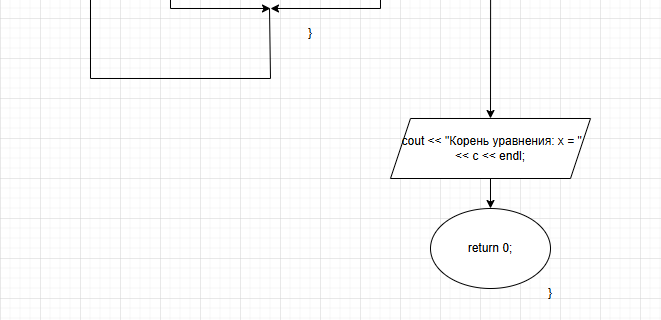 }
cout << "Корень уравнения: x = "
<< c << endl;
return 0;
}